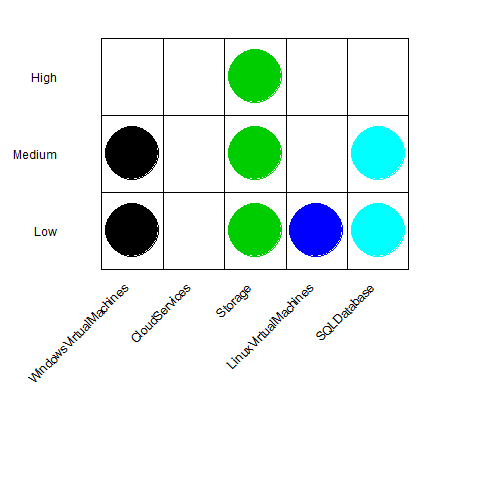 High
Medium
Low
WindowsVirtualMachines
CloudServices
Storage
LinuxVirtualMachines
SQLDatabase